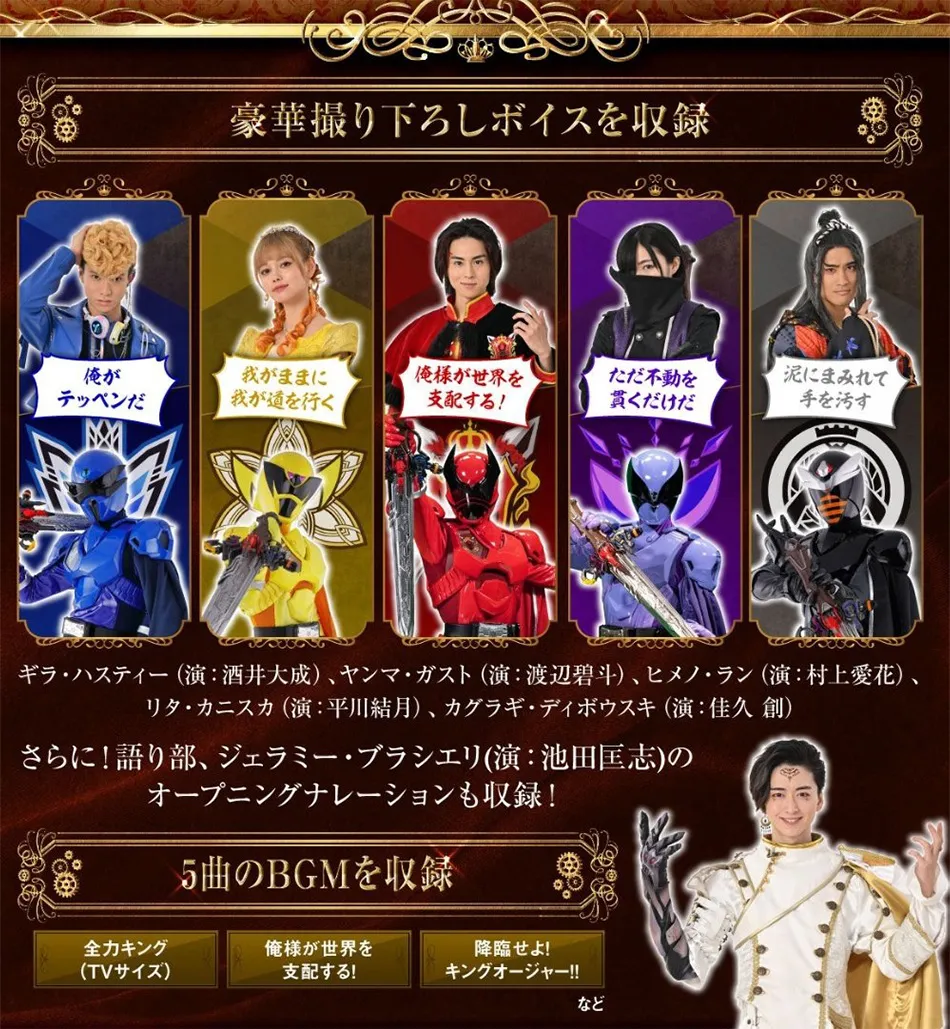 豪華撮り下ろしボイスを収録
俺が
テッペンだ
我がままに
我が道を行く
俺様が世界を
支配する！
ただ不動を
貫くだけだ
泥にまみれて
手を汚す
ギラ・ハスティー（演：酒井大成）、ヤンマ・ガスト（演：渡辺碧斗）、ヒメノ・ラン（演：村上愛花）、
リタ・カニスカ（演：平川結月）、カグラギ・ディボウスキ（演：佳久 創）
さらに！語り部、ジェラミー・ブラシエリ(演：池田匡志)の
オープニングナレーションも収録！
5曲のBGMを収録
全力キング
（TVサイズ）
俺様が世界を
支配する!
降臨せよ!
キングオージャー!!
など